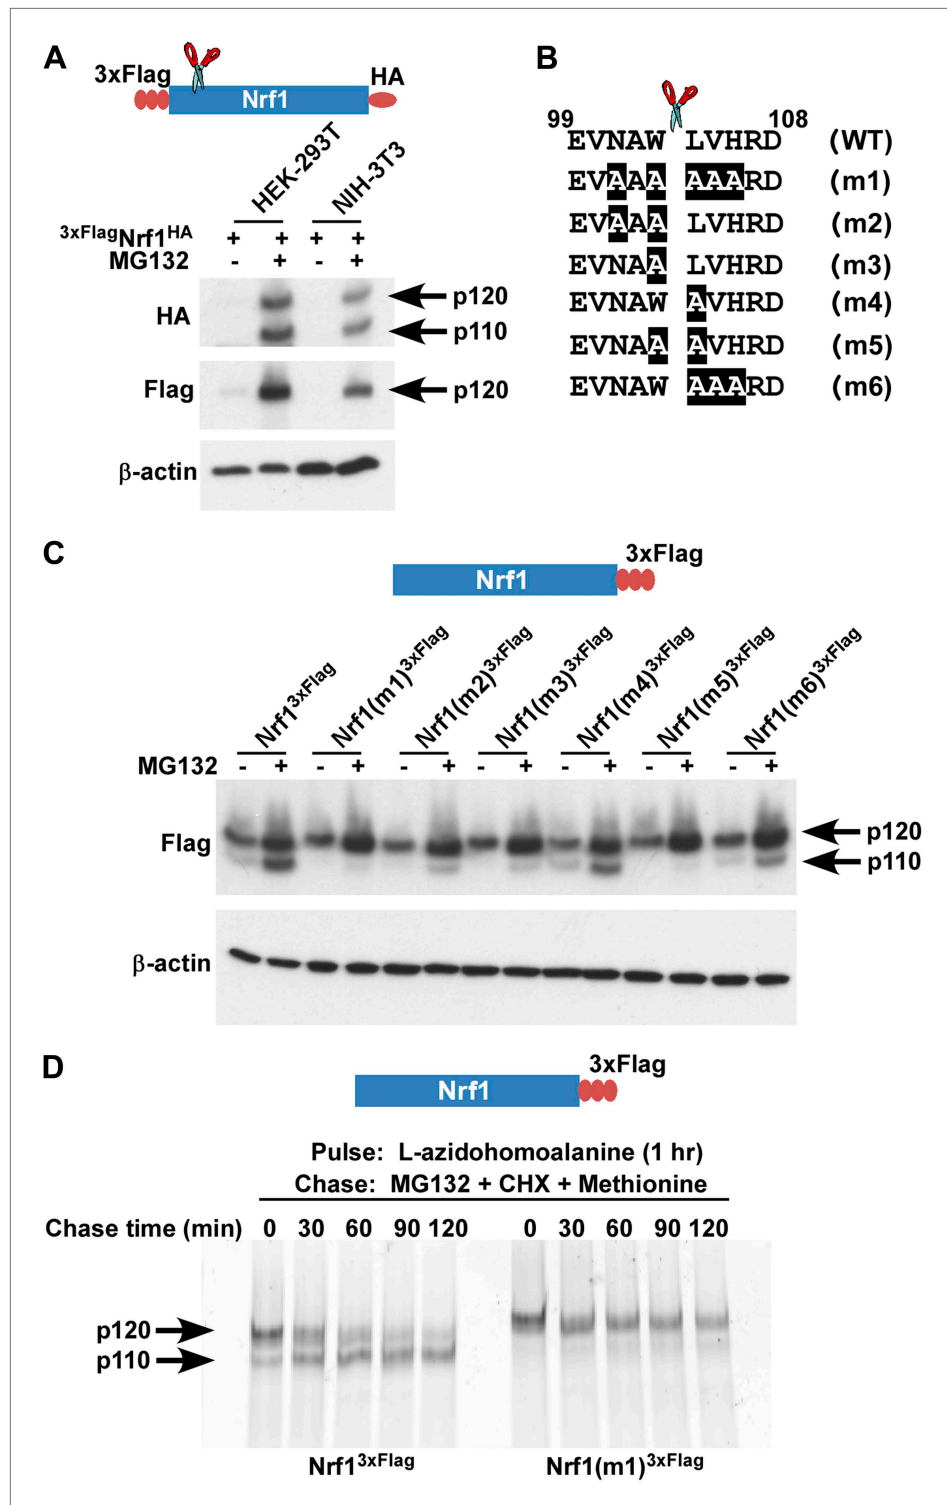 A
3xFlag
HA
Nrf1
HEK-293T
NIH-3T3
3xFlagNrf1HA + + + +
MG132 - + - +
HA
p120
p110
Flag
p120
β-actin
B
99 108
EVNAW LVHRD (WT)
EVAAA AAARD (m1)
EVAAA LVHRD (m2)
EVNAA LVHRD (m3)
EVNAW AVHRD (m4)
EVNAA AVHRD (m5)
EVNAW AAARD (m6)
C
3xFlag
Nrf1
Nrf13xFlag
Nrf1(m1)3xFlag
Nrf1(m2)3xFlag
Nrf1(m3)3xFlag
Nrf1(m4)3xFlag
Nrf1(m5)3xFlag
Nrf1(m6)3xFlag
MG132 - + - + - + - + - + - + - +
Flag
p120
p110
β-actin
D
3xFlag
Nrf1
Pulse: L-azidohomoalanine (1 hr)
Chase: MG132 + CHX + Methionine
Chase time (min) 0 30 60 90 120 0 30 60 90 120
p120
p110
Nrf13xFlag
Nrf1(m1)3xFlag